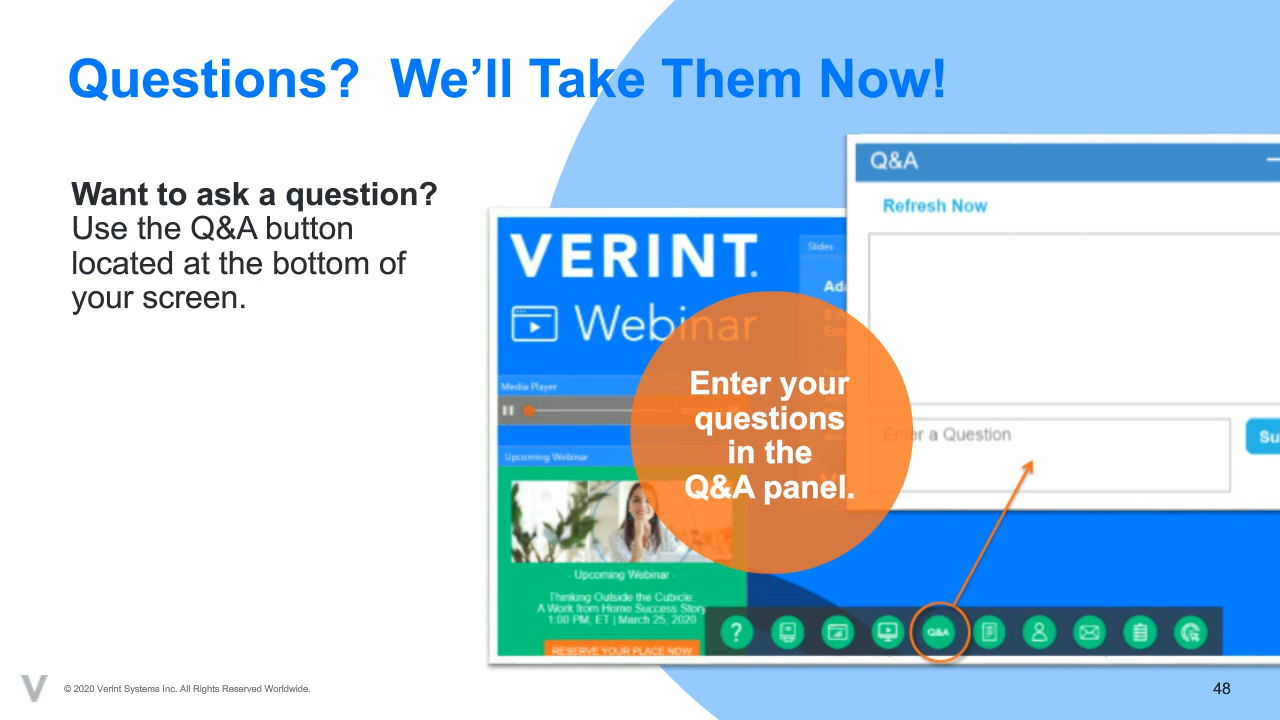 Questions?  We’ll Take Them Now!
Want to ask a question?
Use the Q&A button
located at the bottom of
your screen.
Q&A
Refresh Now
VERINT.
Slides
Webinar
Media Player
Enter your
questions
in the
Q&A panel.
Enter a Question
Upcoming Webinar
- Upcoming Webinar -
Thinking Outside the Cubicle:
A Work from Home Success Story
1:00 PM, ET | March 25, 2020
RESERVE YOUR PLACE NOW
?
Q&A
© 2020 Verint Systems Inc. All Rights Reserved Worldwide.
48